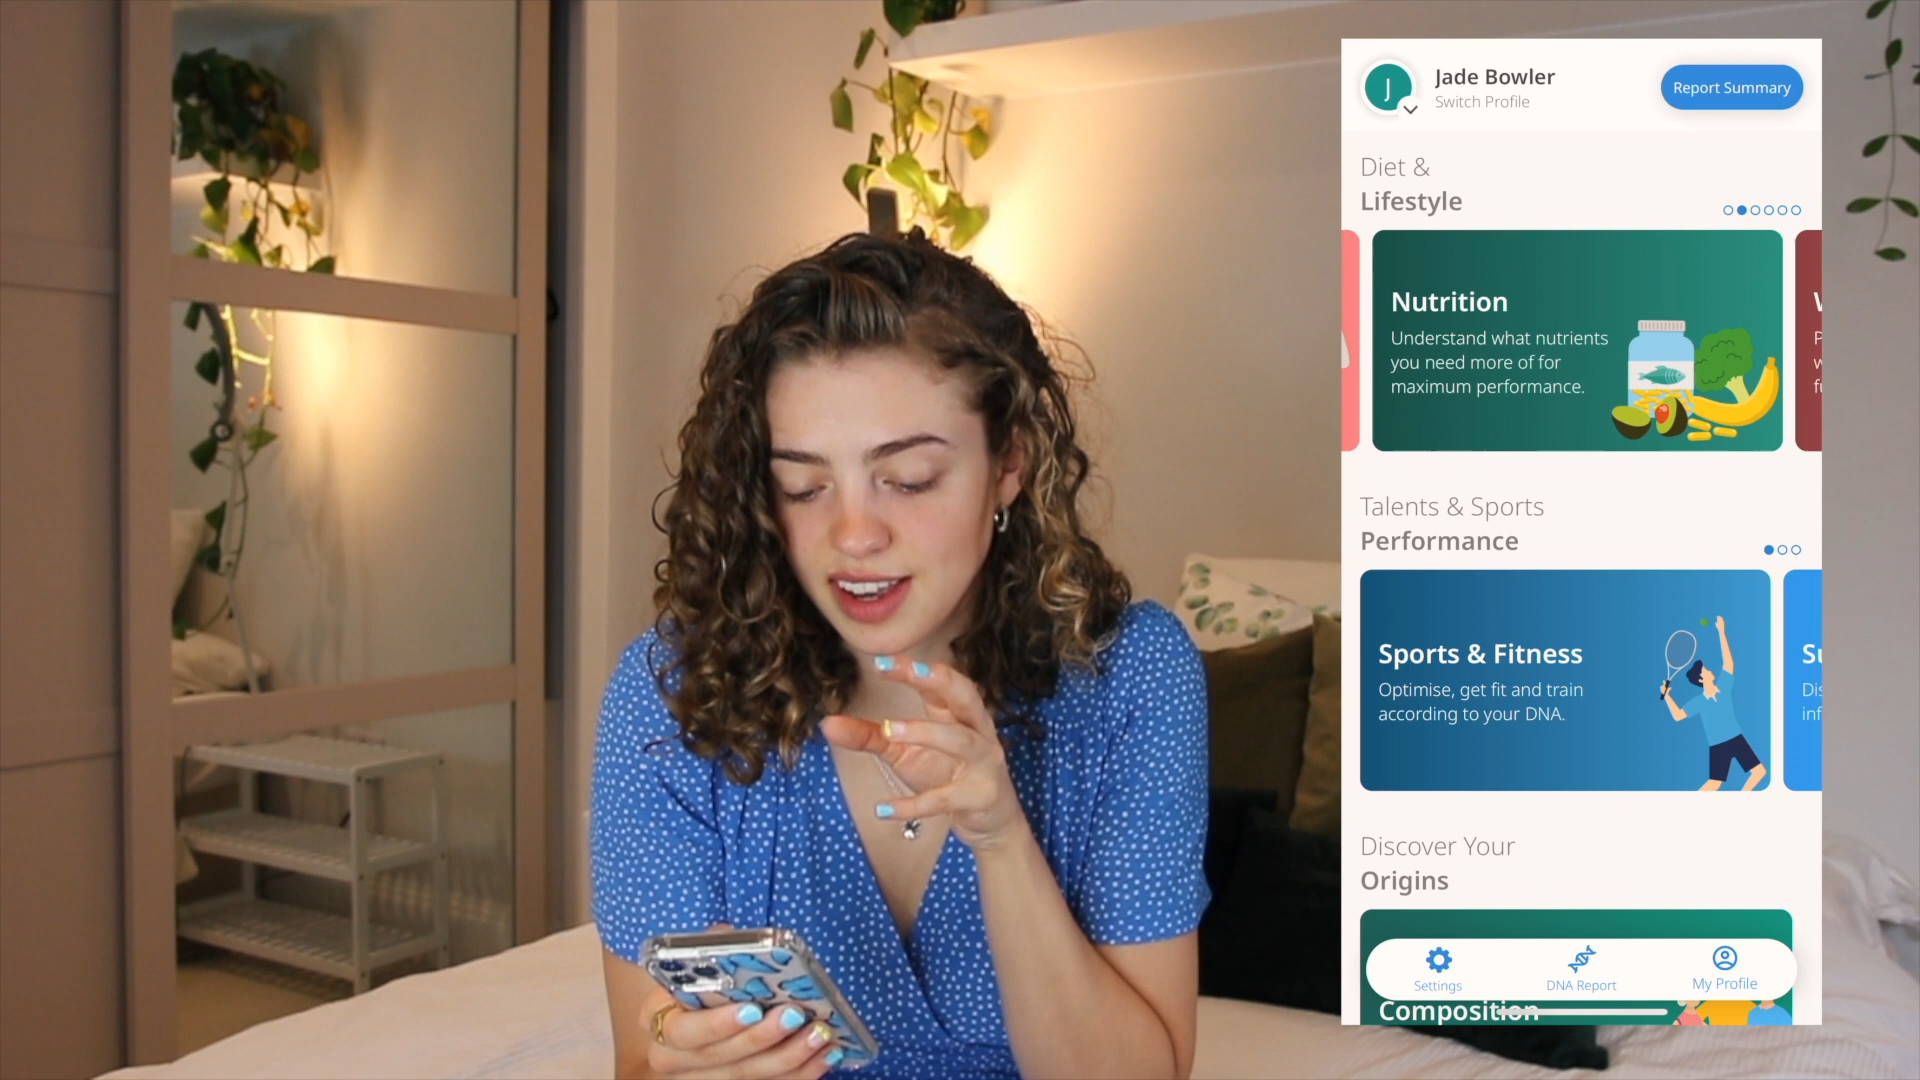 J
Jade Bowler
Switch Profile
Report Summary
Diet &
Lifestyle
Nutrition
Understand what nutrients
you need more of for
maximum performance.
Talents & Sports
Performance
Sports & Fitness
Optimise, get fit and train
according to your DNA.
Discover Your
Origins
Settings
DNA Report
My Profile
Composition